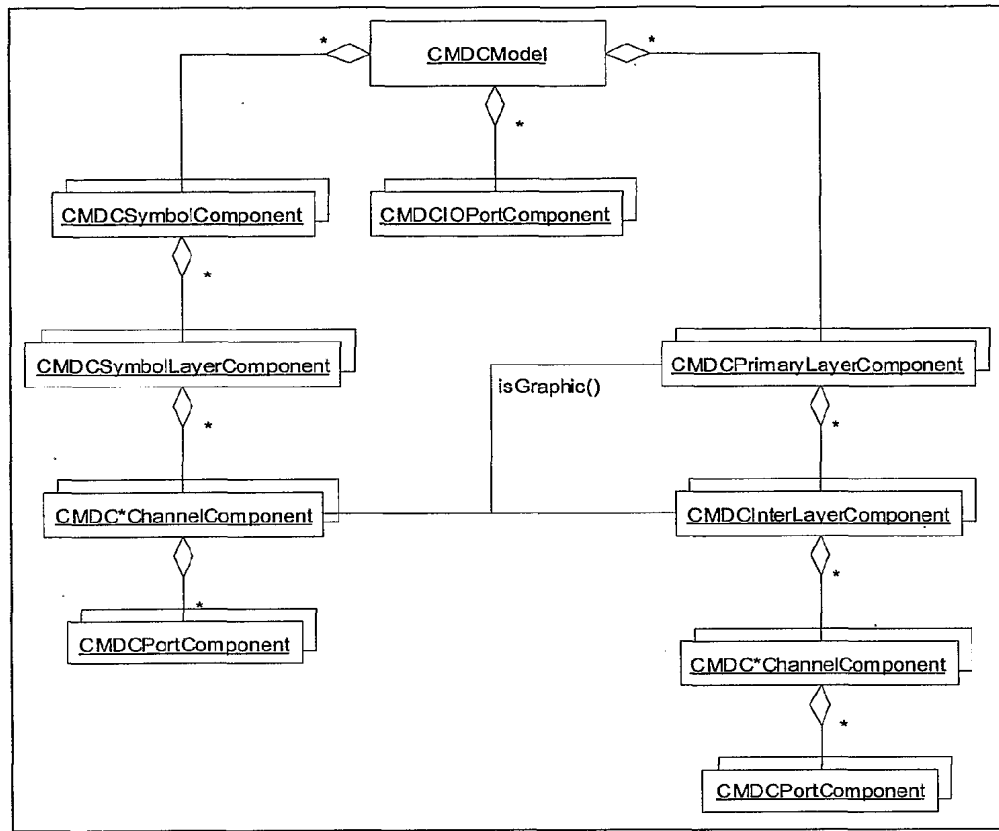 * CMDCModel *
*
CMDCSymbolComponent
CMDCIOPortComponent
*
CMDCSymbolLayerComponent
CMDCPrimaryLayerComponent
isGraphic()
*
*
CMDC*ChannelComponent
CMDCInterLayerComponent
*
*
CMDCPortComponent
CMDC*ChannelComponent
*
CMDCPortComponent